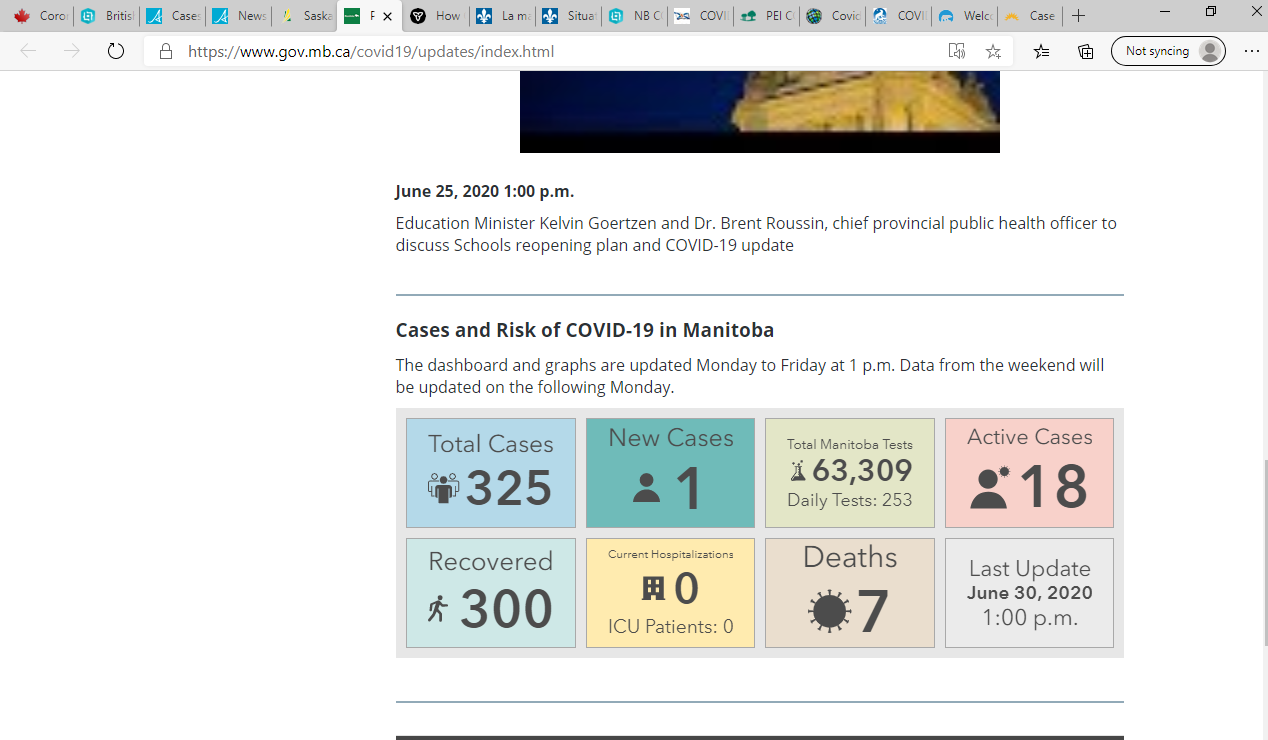 Coro
Britis
Cases
News
Saska
F
How
La ma
Situat
NB C
COVI
PEI C
Covid
COVI
Welco
Case
https://www.gov.mb.ca/covid19/updates/index.html
Not syncing
June 25, 2020 1:00 p.m.
Education Minister Kelvin Goertzen and Dr. Brent Roussin, chief provincial public health officer to
discuss Schools reopening plan and COVID-19 update
Cases and Risk of COVID-19 in Manitoba
The dashboard and graphs are updated Monday to Friday at 1 p.m. Data from the weekend will
be updated on the following Monday.
Total Cases
325
New Cases
1
Total Manitoba Tests
63,309
Daily Tests: 253
Active Cases
18
Recovered
300
Current Hospitalizations
0
ICU Patients: 0
Deaths
7
Last Update
June 30, 2020
1:00 p.m.